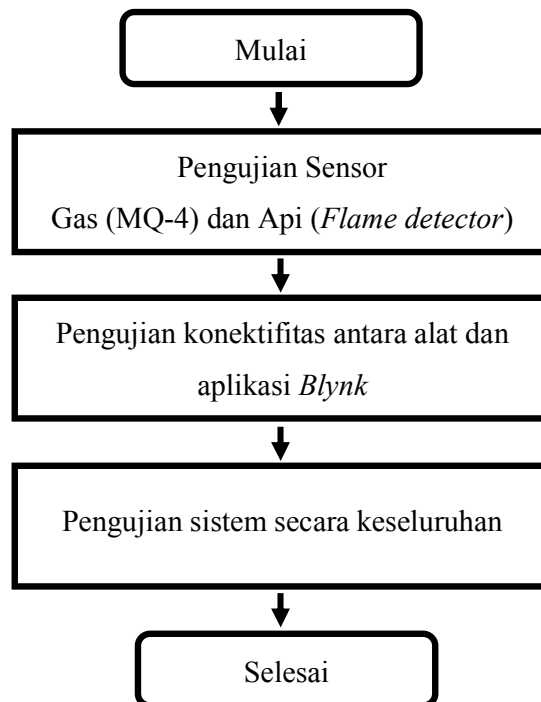 Mulai
Pengujian Sensor
Gas (MQ-4) dan Api (Flame detector)
Pengujian konektifitas antara alat dan
aplikasi Blynk
Pengujian sistem secara keseluruhan
Selesai